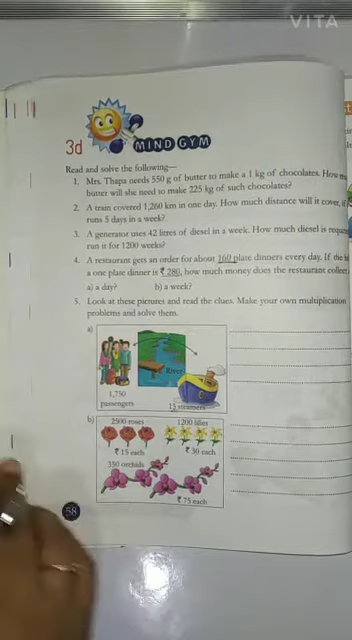 VITA
3d
MIND GYM
Read and solve the following—
1. Mrs. Thapa needs 550 g of butter to make a 1 kg of chocolates. How
butter will she need to make 225 kg of such chocolates?
2. A train covered 1,260 km in one day. How much distance will it cover, if
runs 5 days in a week?
3. A generator uses 42 litres of diesel in a week. How much diesel is
run it for 1200 weeks?
4. A restaurant gets an order for about 160 plate dinners every day. If the
a one plate dinner is ₹ 280, how much money does the restaurant collect
a) a day? b) a week?
5. Look at these pictures and read the clues. Make your own multiplication
problems and solve them.
a)
River
1,750
passengers
15 steamers
b)
2500 roses 1200 lilies
₹ 15 each ₹ 30 each
350 orchids
₹ 75 each
58